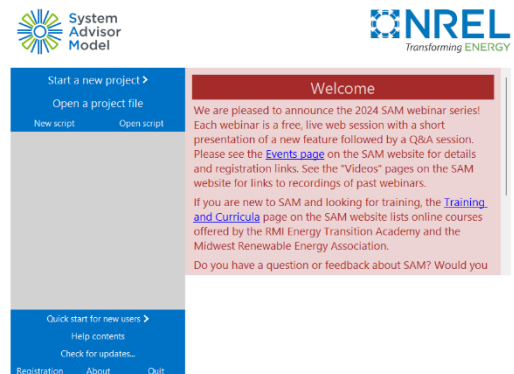 System
Advisor
Model
NREL
Transforming ENERGY
Start a new project >
Open a project file
New script Open script
Welcome
We are pleased to announce the 2024 SAM webinar series!
Each webinar is a free, live web session with a short
presentation of a new feature followed by a Q&A session.
Please see the Events page on the SAM website for details
and registration links. See the "Videos" pages on the SAM
website for links to recordings of past webinars.
If you are new to SAM and looking for training, the Training
and Curricula page on the SAM website lists online courses
offered by the RMI Energy Transition Academy and the
Midwest Renewable Energy Association.
Do you have a question or feedback about SAM? Would you
Quick start for new users >
Help contents
Check for updates...
Registration About Quit